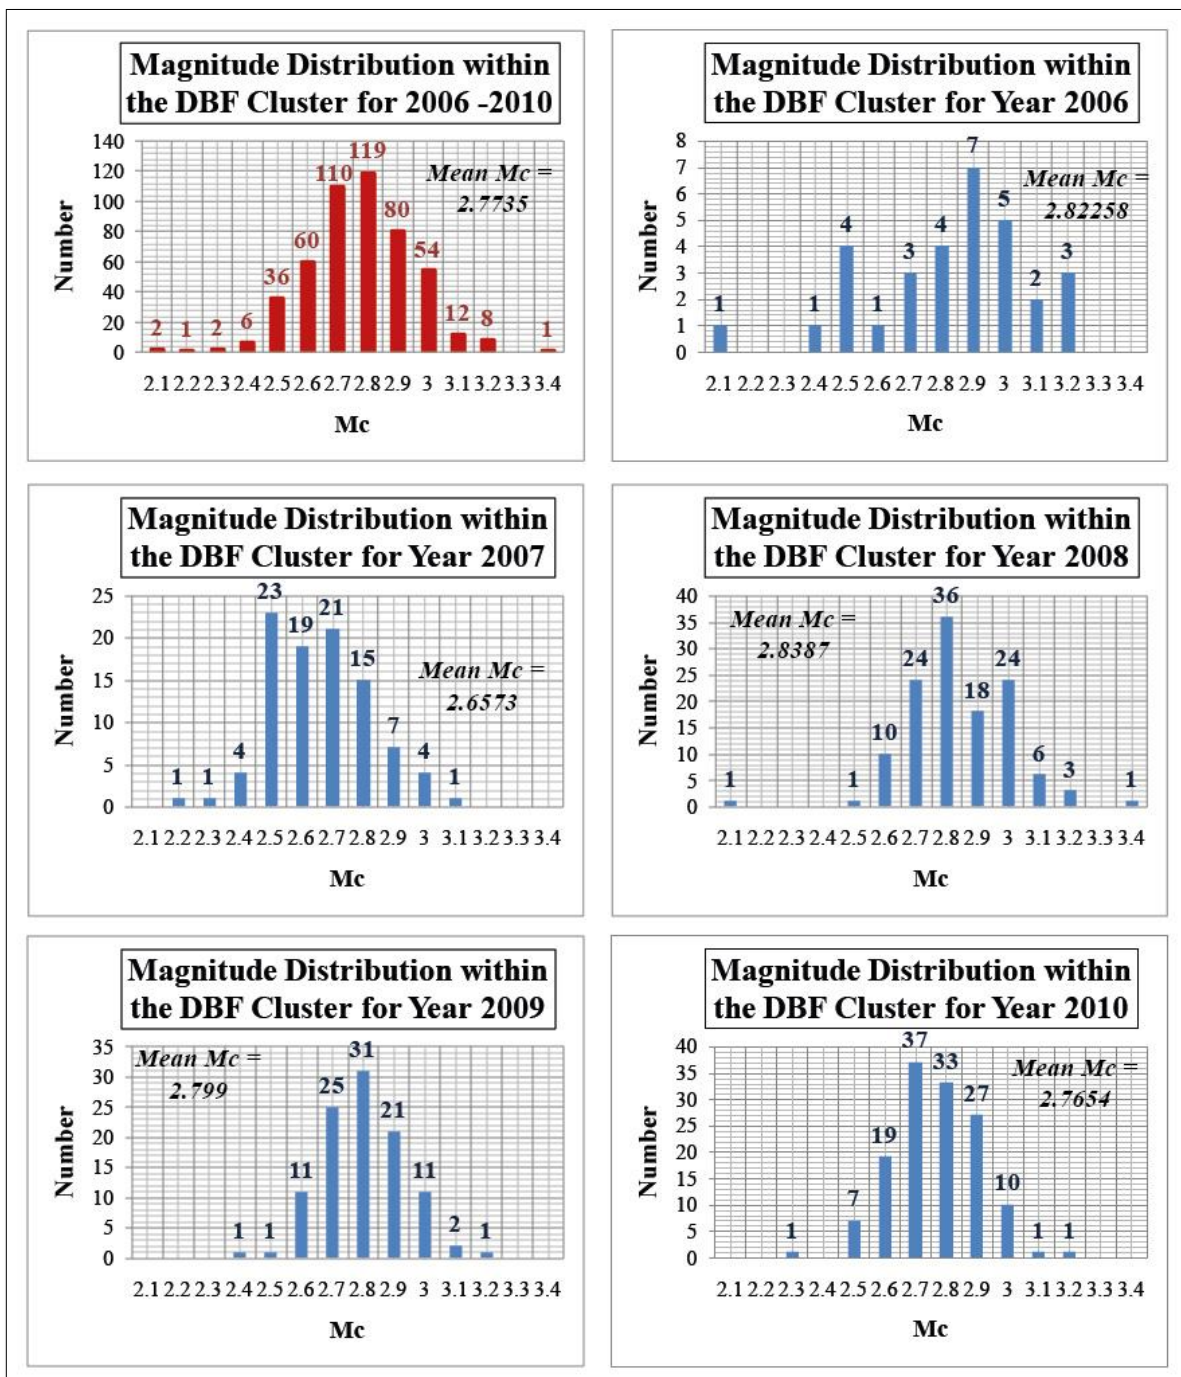 Magnitude Distribution within
the DBF Cluster for 2006 -2010
140
120
100
80
60
40
20
0
Number
2 1 2 6 36 60 110 119 80 54 12 8 1
Mean Mc =
2.7735
2.1 2.2 2.3 2.4 2.5 2.6 2.7 2.8 2.9 3 3.1 3.2 3.3 3.4
Mc
Magnitude Distribution within
the DBF Cluster for Year 2006
8
7
6
5
4
3
2
1
0
Number
1 1 4 1 3 4 7 5 2 3
Mean Mc =
2.82258
2.1 2.2 2.3 2.4 2.5 2.6 2.7 2.8 2.9 3 3.1 3.2 3.3 3.4
Mc
Magnitude Distribution within
the DBF Cluster for Year 2007
25
20
15
10
5
0
Number
1 1 4 23 19 21 15 7 4 1
Mean Mc =
2.6573
2.1 2.2 2.3 2.4 2.5 2.6 2.7 2.8 2.9 3 3.1 3.2 3.3 3.4
Mc
Magnitude Distribution within
the DBF Cluster for Year 2008
40
35
30
25
20
15
10
5
0
Number
Mean Mc =
2.8387
1 1 10 24 36 18 24 6 3 1
2.1 2.2 2.3 2.4 2.5 2.6 2.7 2.8 2.9 3 3.1 3.2 3.3 3.4
Mc
Magnitude Distribution within
the DBF Cluster for Year 2009
35
30
25
20
15
10
5
0
Number
Mean Mc =
2.799
1 1 11 25 31 21 11 2 1
2.1 2.2 2.3 2.4 2.5 2.6 2.7 2.8 2.9 3 3.1 3.2 3.3 3.4
Mc
Magnitude Distribution within
the DBF Cluster for Year 2010
40
35
30
25
20
15
10
5
0
Number
1 7 19 37 33 27 10 1 1
Mean Mc =
2.7654
2.1 2.2 2.3 2.4 2.5 2.6 2.7 2.8 2.9 3 3.1 3.2 3.3 3.4
Mc